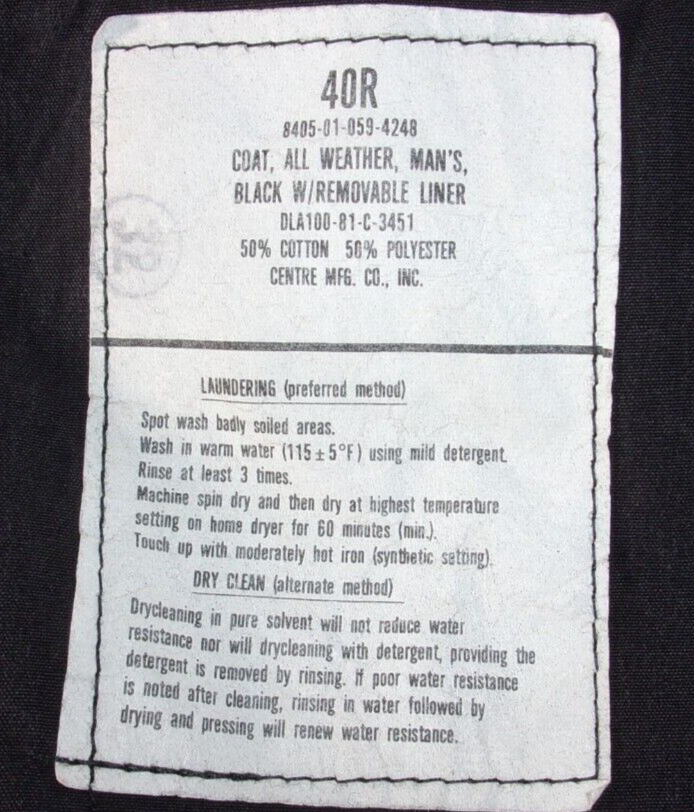 40R
8405-01-059-4248
COAT, ALL WEATHER, MAN'S,
BLACK W/REMOVABLE LINER
DLA100-81-C-3451
50% COTTON 50% POLYESTER
CENTRE MFG. CO., INC.
32
LAUNDERING (preferred method)
Spot wash badly soiled areas.
Wash in warm water (115 ± 5°F) using mild detergent.
Rinse at least 3 times.
Machine spin dry and then dry at highest temperature
setting on home dryer for 60 minutes (min.).
Touch up with moderately hot iron (synthetic setting).
DRY CLEAN (alternate method)
Drycleaning in pure solvent will not reduce water
resistance nor will drycleaning with detergent, providing the
detergent is removed by rinsing. If poor water resistance
is noted after cleaning, rinsing in water followed by
drying and pressing will renew water resistance.